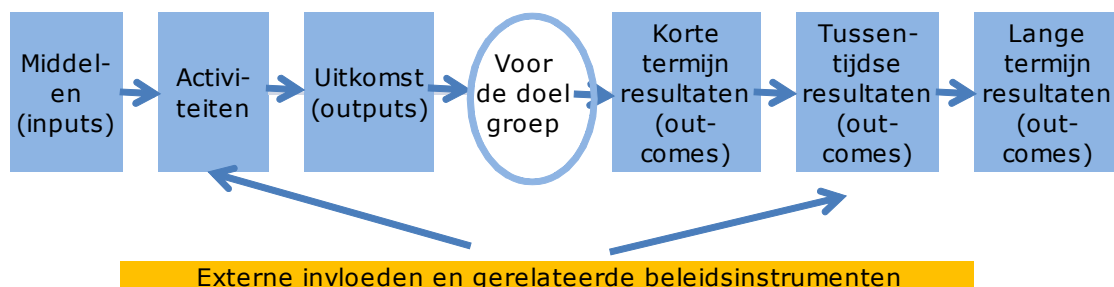 Middel-
en
(inputs)
Activi-
teiten
Uitkomst
(outputs)
Voor
de doel
groep
Korte
termijn
resultaten
(out-
comes)
Tussen-
tijdse
resultaten
(out-
comes)
Lange
termijn
resultaten
(out-
comes)
Externe invloeden en gerelateerde beleidsinstrumenten